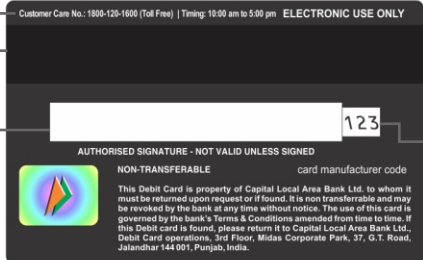 Customer Care No.: 1800-120-1600 (Toll Free) | Timing: 10:00 am to 5:00 pm ELECTRONIC USE ONLY
123
AUTHORISED SIGNATURE - NOT VALID UNLESS SIGNED
NON-TRANSFERABLE card manufacturer code
This Debit Card is property of Capital Local Area Bank Ltd. to whom it
must be returned upon request or if found. It is non transferrable and may
be revoked by the bank at any time without notice. The use of this card is
governed by the bank's Terms & Conditions amended from time to time. If
this Debit card is found, please return it to Capital Local Area Bank Ltd.,
Debit Card operations, 3rd Floor, Midas Corporate Park, 37, G.T. Road,
Jalandhar 144 001, Punjab, India.